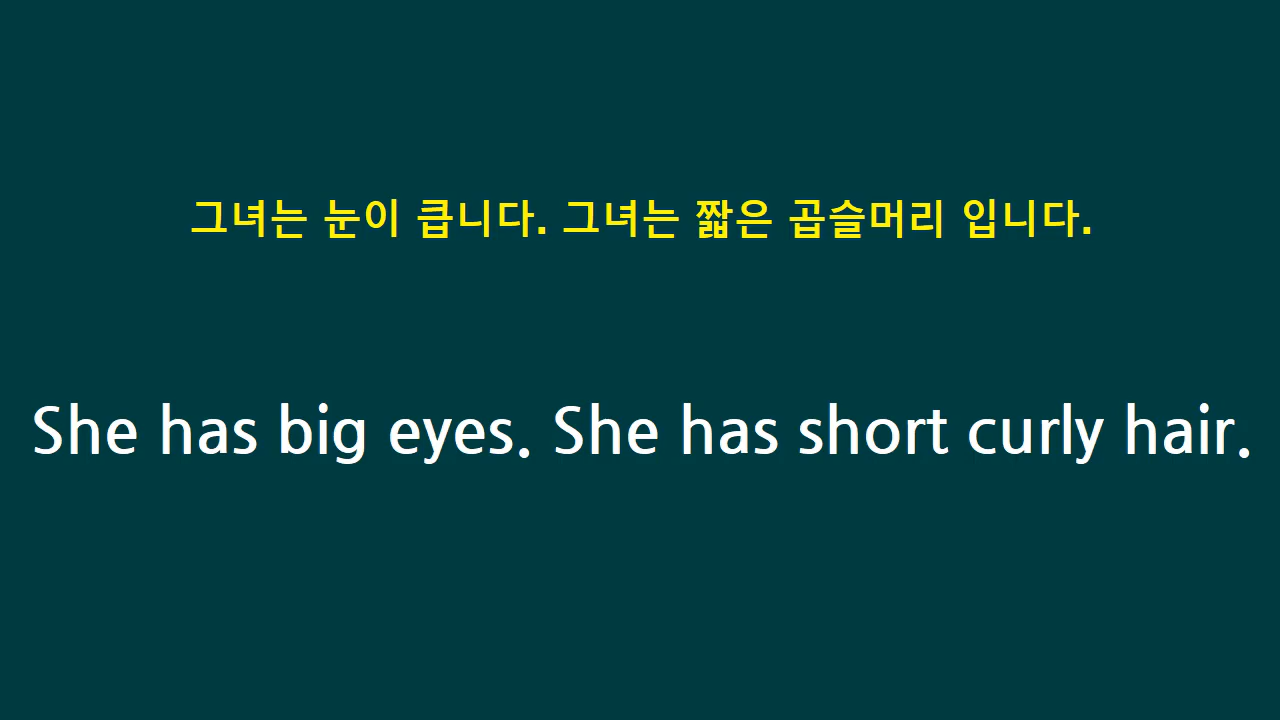 그녀는 눈이 큽니다. 그녀는 짧은 곱슬머리 입니다.
She has big eyes. She has short curly hair.